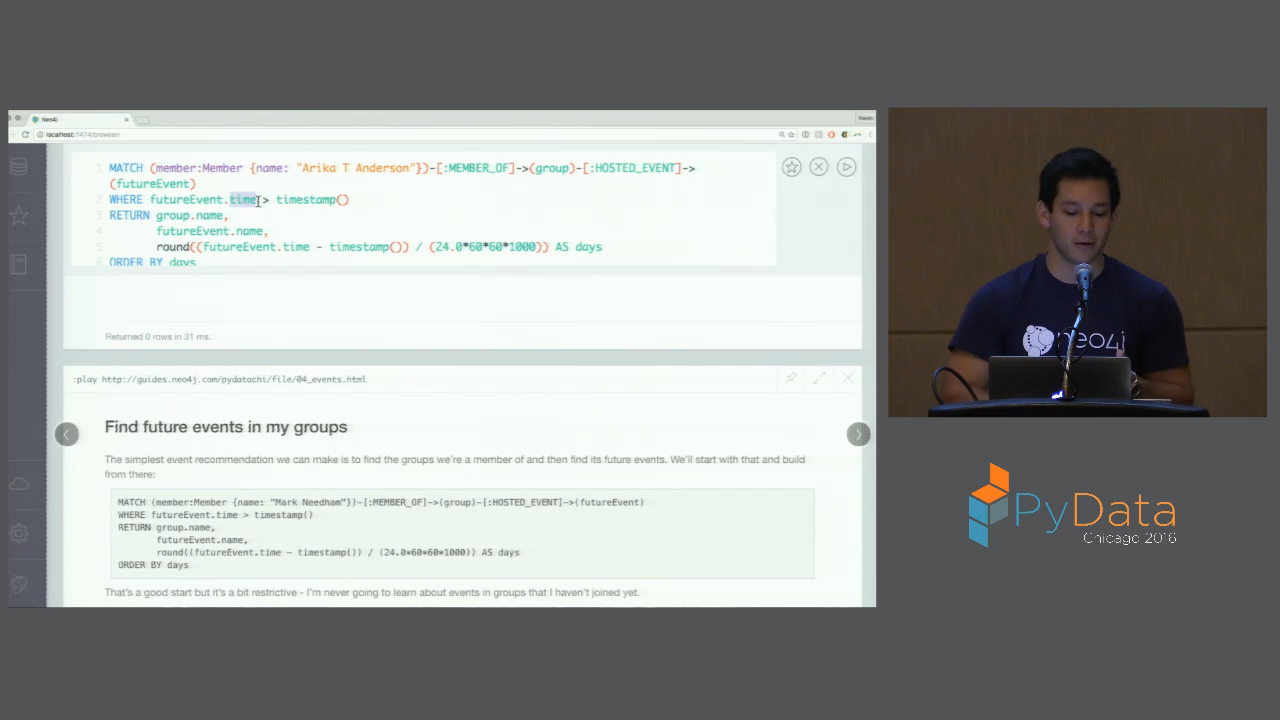 Neo4j
Kevin
localhost:7474/browser/
1 MATCH (member:Member {name: "Arika T Anderson"})-[:MEMBER_OF]->(group)-[:HOSTED_EVENT]->
(futureEvent)
2 WHERE futureEvent.time > timestamp()
3 RETURN group.name,
4 futureEvent.name,
5 round((futureEvent.time - timestamp()) / (24.0*60*60*1000)) AS days
6 ORDER BY days
Returned 0 rows in 31 ms.
:play http://guides.neo4j.com/pydatachi/file/04_events.html
Find future events in my groups
The simplest event recommendation we can make is to find the groups we're a member of and then find its future events. We'll start with that and build
from there:
MATCH (member:Member {name: "Mark Needham"})-[:MEMBER_OF]->(group)-[:HOSTED_EVENT]->(futureEvent)
WHERE futureEvent.time > timestamp()
RETURN group.name,
futureEvent.name,
round((futureEvent.time - timestamp()) / (24.0*60*60*1000)) AS days
ORDER BY days
That's a good start but it's a bit restrictive - I'm never going to learn about events in groups that I haven't joined yet.
neo4j
PyData
Chicago 2016